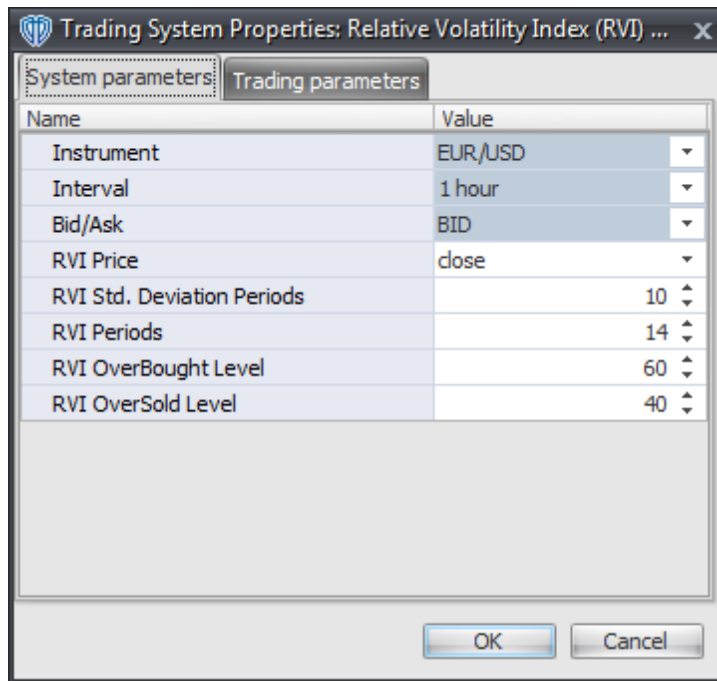 Trading System Properties: Relative Volatility Index (RVI) ...
System parameters Trading parameters
Name Value
Instrument EUR/USD
Interval 1 hour
Bid/Ask BID
RVI Price close
RVI Std. Deviation Periods 10
RVI Periods 14
RVI OverBought Level 60
RVI OverSold Level 40
OK Cancel